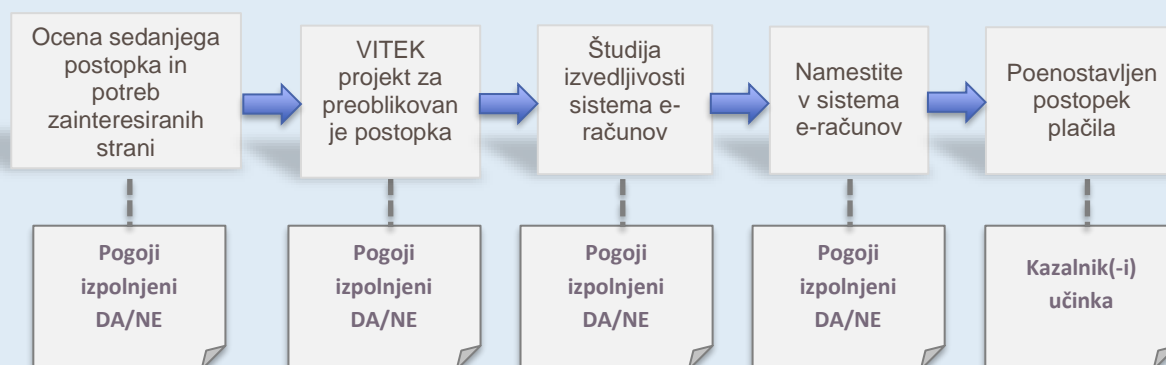 Ocena sedanjega
postopka in
potreb
zainteresiranih
strani
VITEK
projekt za
preoblikovan
je postopka
Študija
izvedljivosti
sistema e-
računov
Namestite
v sistema
e-računov
Poenostavljen
postopek
plačila
Pogoji
izpolnjeni
DA/NE
Pogoji
izpolnjeni
DA/NE
Pogoji
izpolnjeni
DA/NE
Pogoji
izpolnjeni
DA/NE
Kazalnik(-i)
učinka